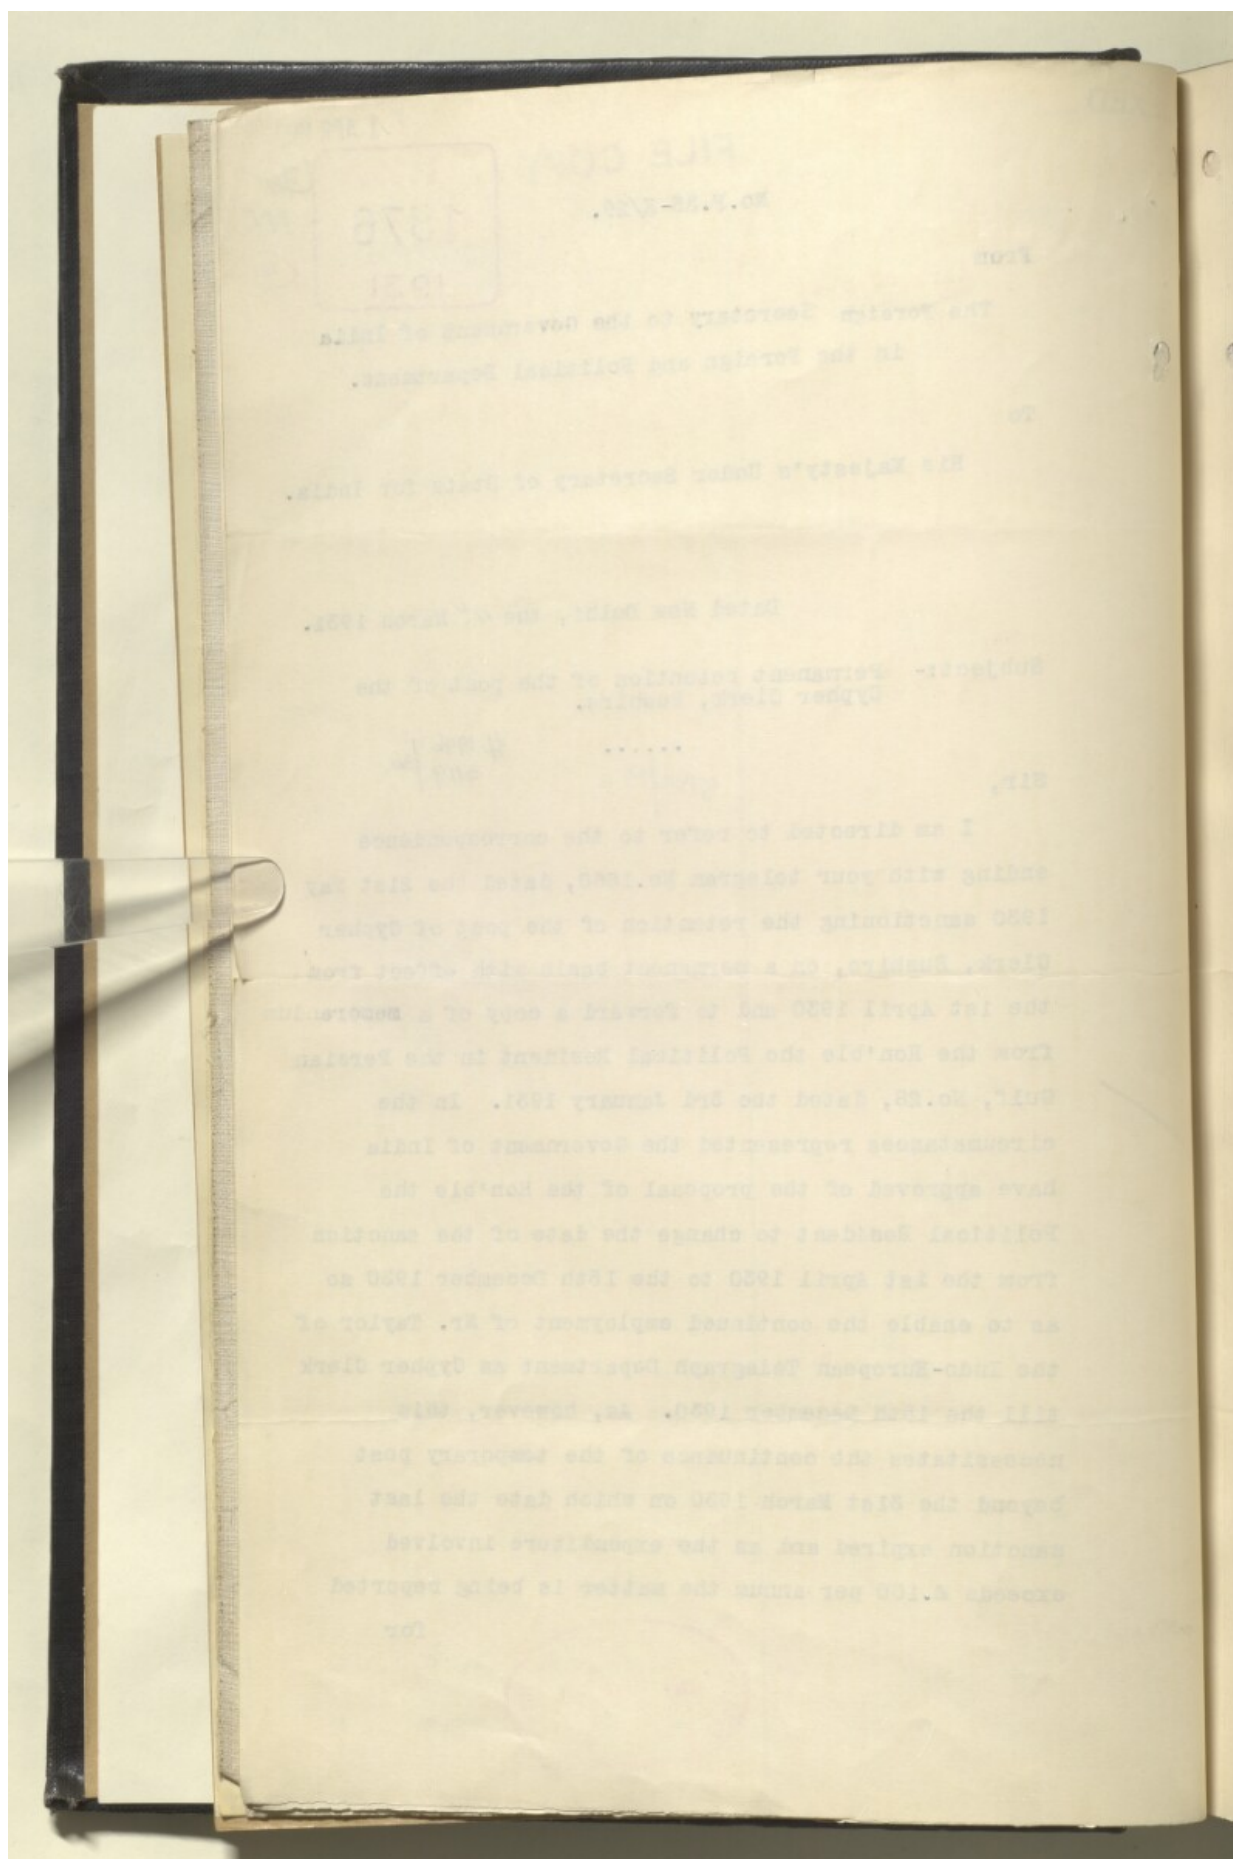 FILE COPY
1376
1931
From
The Foreign Secretary to the Government of India
in the Foreign and Political Department.
To
His Majesty's Under Secretary of State for India.
Dated New Delhi, the March 1931.
Subject:- Permanent retention of the post of the
Cypher Clerk, Bushire.
......
Sir,
I am directed to refer to the correspondence
ending with your telegram dated the 21st May
1930 sanctioning the retention of the post of Cypher
Clerk, Bushire, on a permanent basis with effect from
the 1st April 1930 and to forward a copy of a memorandum
from the Hon'ble the Political Resident in the Persian
Gulf, No.28, dated the 3rd January 1931. In the
circumstances represented the Government of India
have approved of the proposal of the Hon'ble the
Political Resident to change the date of the sanction
from the 1st April 1930 to the December 1930 so
as to enable the continued employment of Mr. Taylor of
the Indo-European Telegraph Department as Cypher Clerk
till the December 1930. As, however, this
necessitates the continuance of the temporary post
beyond the 31st March 1930 on which date the last
sanction expired and as the expenditure involved
exceeds £.100 per annum the matter is being reported
for